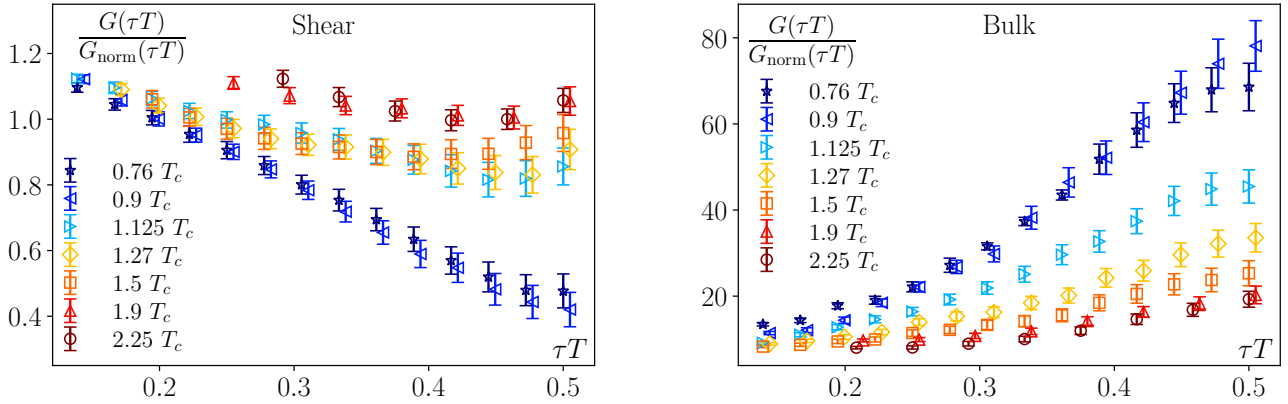 G(τT)
G_norm(τT)
Shear
1.2
1.0
0.8
0.6
0.4
0.76 T_c
0.9 T_c
1.125 T_c
1.27 T_c
1.5 T_c
1.9 T_c
2.25 T_c
τT
0.2 0.3 0.4 0.5
G(τT)
G_norm(τT)
Bulk
80
60
40
20
0.76 T_c
0.9 T_c
1.125 T_c
1.27 T_c
1.5 T_c
1.9 T_c
2.25 T_c
τT
0.2 0.3 0.4 0.5